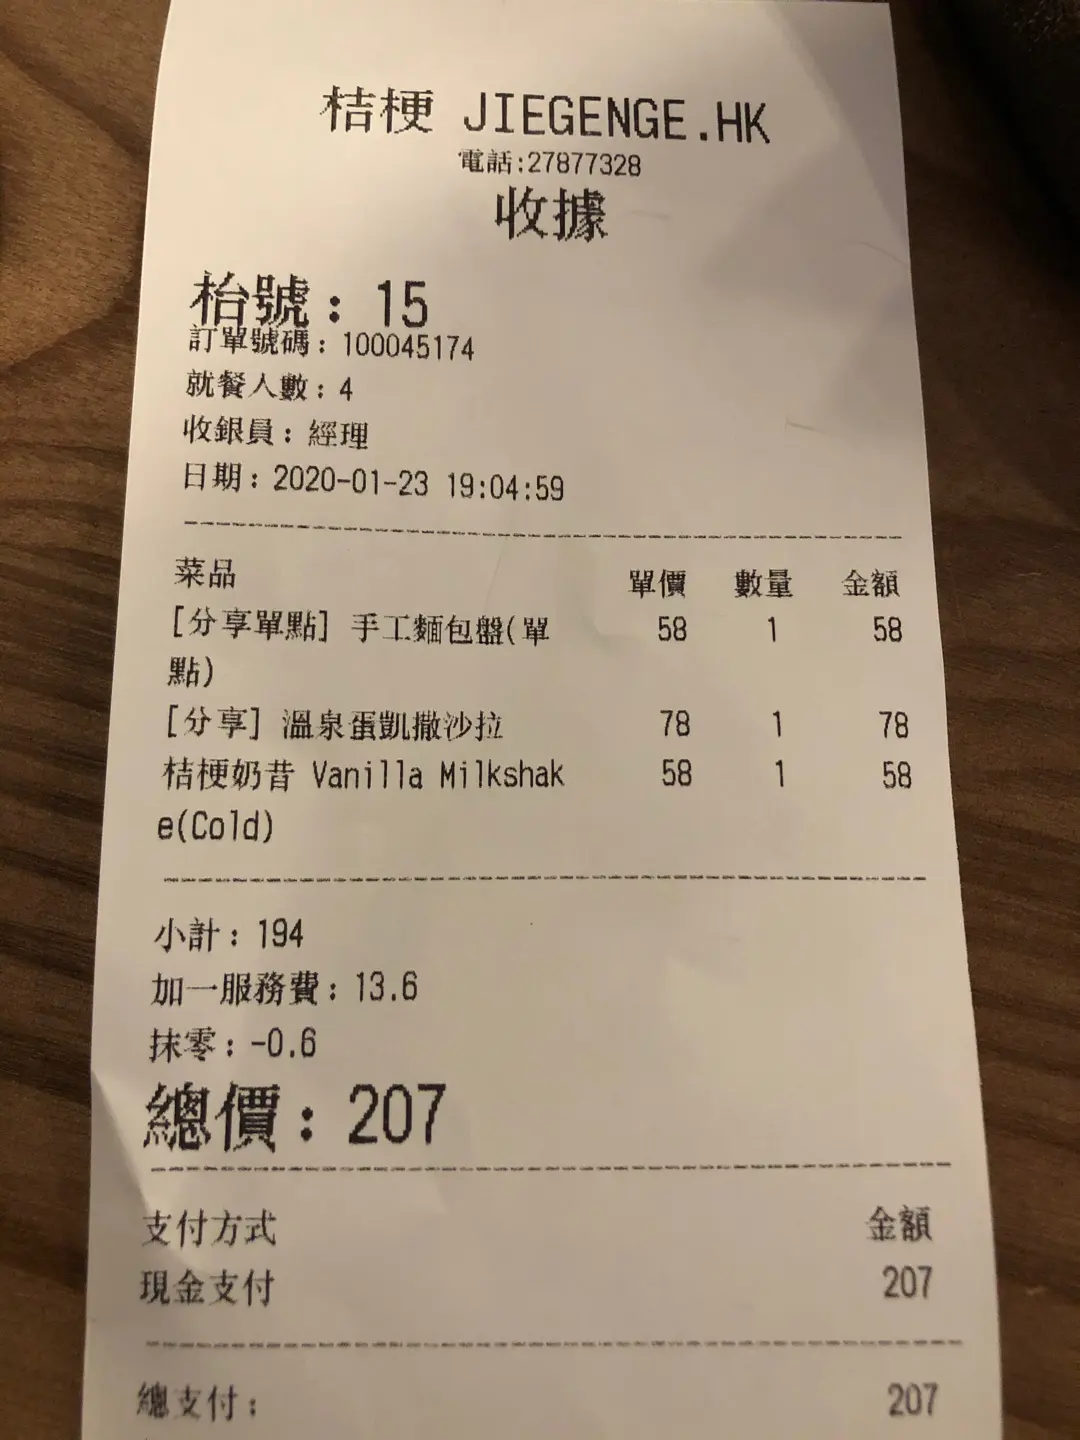 桔梗 JIEGENGE.HK
電話:27877328
收據
枱號: 15
訂單號碼: 100045174
就餐人數: 4
收銀員: 經理
日期: 2020-01-23 19:04:59
菜品 單價 數量 金額
[分享單點] 手工麵包盤(單 58 1 58
點)
[分享] 溫泉蛋凱撒沙拉 78 1 78
桔梗奶昔 Vanilla Milkshak 58 1 58
e(Cold)
小計: 194
加一服務費: 13.6
抹零: -0.6
總價: 207
支付方式 金額
現金支付 207
總支付: 207